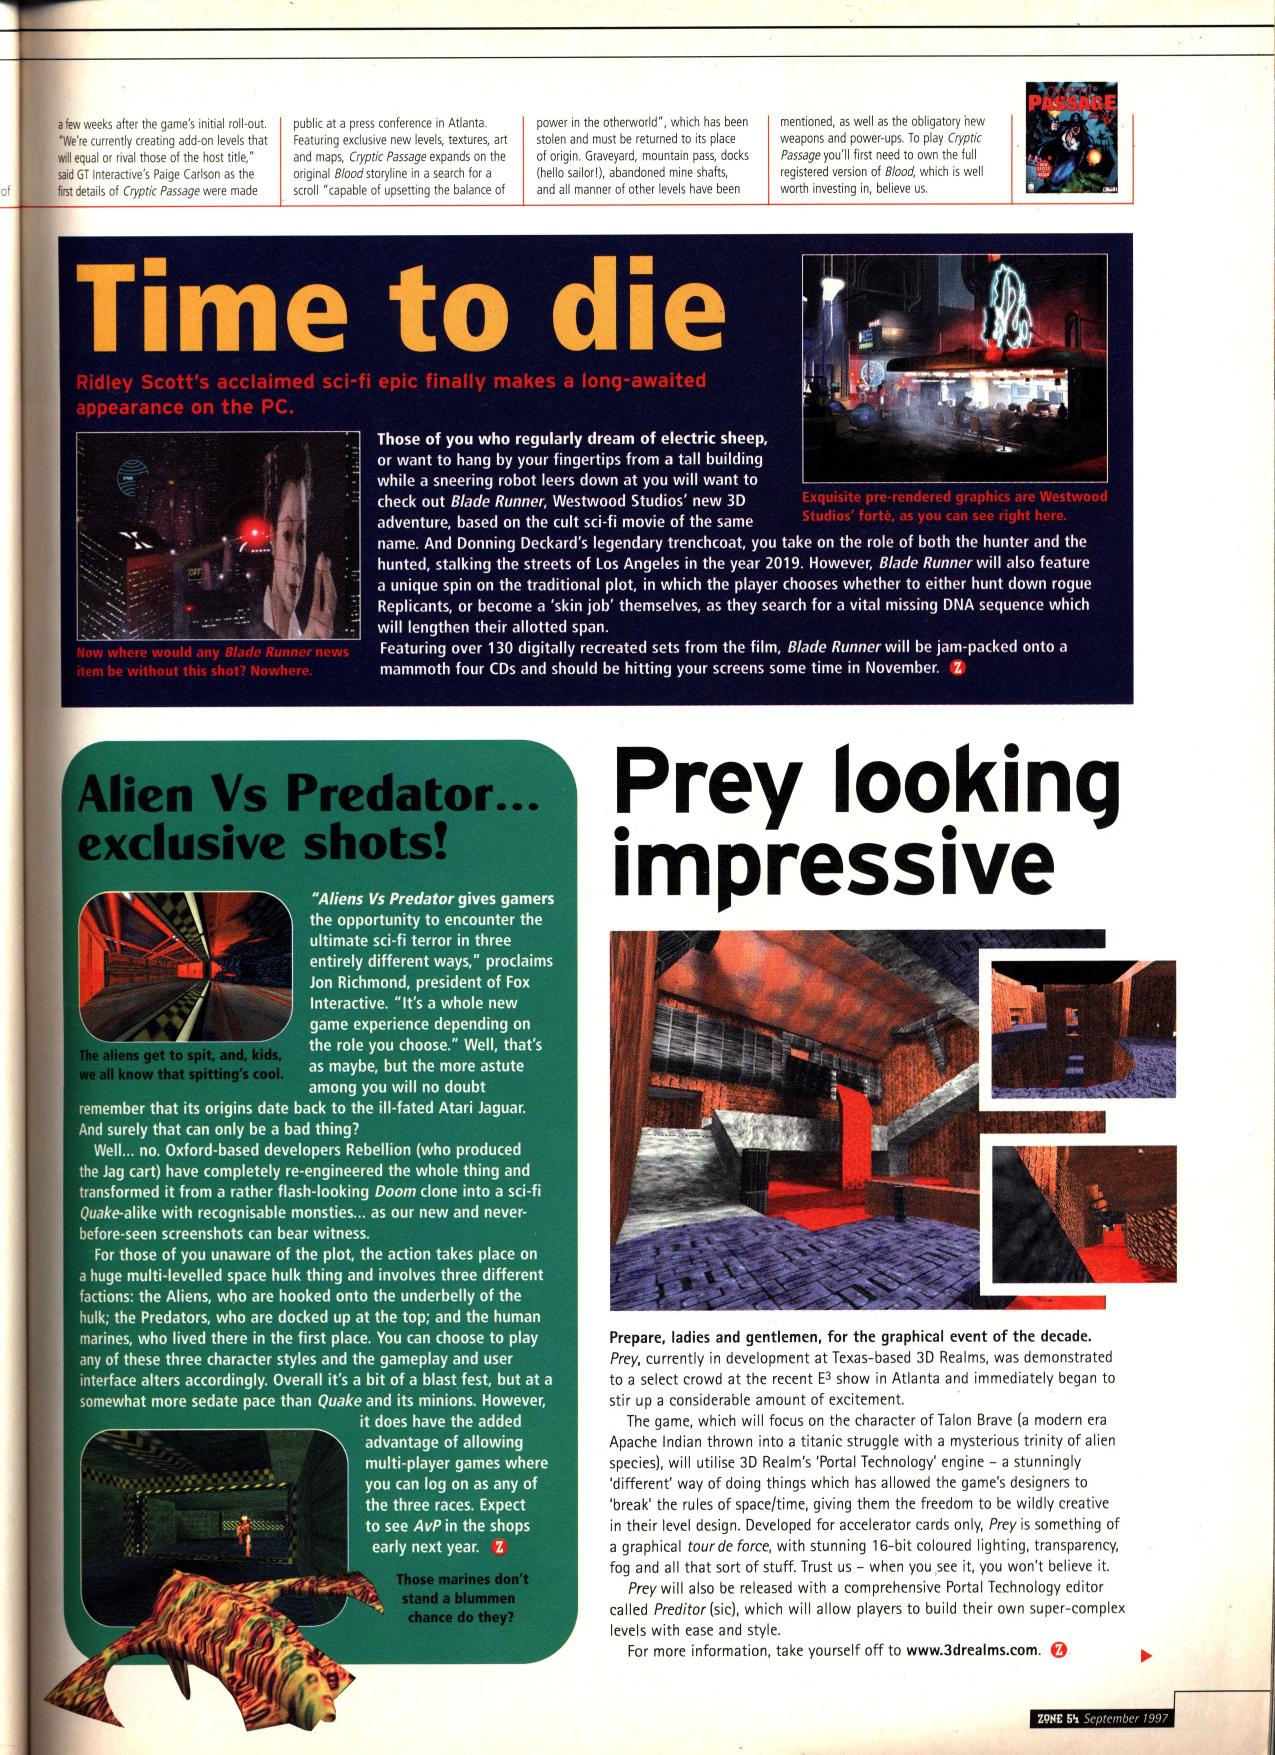 of
a few weeks after the game's initial roll-out.
"We're currently creating add-on levels that
will equal or rival those of the host title,"
said GT Interactive's Paige Carlson as the
first details of Cryptic Passage were made
public at a press conference in Atlanta.
Featuring exclusive new levels, textures, art
and maps, Cryptic Passage expands on the
original Blood storyline in a search for a
scroll "capable of upsetting the balance of
power in the otherworld", which has been
stolen and must be returned to its place
of origin. Graveyard, mountain pass, docks
(hello sailor!), abandoned mine shafts,
and all manner of other levels have been
mentioned, as well as the obligatory new
weapons and power-ups. To play Cryptic
Passage you'll first need to own the full
registered version of Blood, which is well
worth investing in, believe us.
CRYPTIC
PASSAGE
Time to die
Ridley Scott's acclaimed sci-fi epic finally makes a long-awaited
appearance on the PC.
Exquisite pre-rendered graphics are Westwood
Studios' forté, as you can see right here.
Now where would any Blade Runner news
item be without this shot? Nowhere.
Those of you who regularly dream of electric sheep,
or want to hang by your fingertips from a tall building
while a sneering robot leers down at you will want to
check out Blade Runner, Westwood Studios' new 3D
adventure, based on the cult sci-fi movie of the same
name. And Donning Deckard's legendary trenchcoat, you take on the role of both the hunter and the
hunted, stalking the streets of Los Angeles in the year 2019. However, Blade Runner will also feature
a unique spin on the traditional plot, in which the player chooses whether to either hunt down rogue
Replicants, or become a 'skin job' themselves, as they search for a vital missing DNA sequence which
will lengthen their allotted span.
Featuring over 130 digitally recreated sets from the film, Blade Runner will be jam-packed onto a
mammoth four CDs and should be hitting your screens some time in November. Z
Alien Vs Predator...
exclusive shots!
The aliens get to spit, and, kids,
we all know that spitting's cool.
"Aliens Vs Predator gives gamers
the opportunity to encounter the
ultimate sci-fi terror in three
entirely different ways," proclaims
Jon Richmond, president of Fox
Interactive. "It's a whole new
game experience depending on
the role you choose." Well, that's
as maybe, but the more astute
among you will no doubt
remember that its origins date back to the ill-fated Atari Jaguar.
And surely that can only be a bad thing?
Well... no. Oxford-based developers Rebellion (who produced
the Jag cart) have completely re-engineered the whole thing and
transformed it from a rather flash-looking Doom clone into a sci-fi
Quake-alike with recognisable monsties... as our new and never-
before-seen screenshots can bear witness.
For those of you unaware of the plot, the action takes place on
a huge multi-levelled space hulk thing and involves three different
factions: the Aliens, who are hooked onto the underbelly of the
hulk; the Predators, who are docked up at the top; and the human
marines, who lived there in the first place. You can choose to play
any of these three character styles and the gameplay and user
interface alters accordingly. Overall it's a bit of a blast fest, but at a
somewhat more sedate pace than Quake and its minions. However,
it does have the added
advantage of allowing
multi-player games where
you can log on as any of
the three races. Expect
to see AvP in the shops
early next year. Z
Those marines don't
stand a blummen
chance do they?
Prey looking
impressive
Prepare, ladies and gentlemen, for the graphical event of the decade.
Prey, currently in development at Texas-based 3D Realms, was demonstrated
to a select crowd at the recent E³ show in Atlanta and immediately began to
stir up a considerable amount of excitement.
The game, which will focus on the character of Talon Brave (a modern era
Apache Indian thrown into a titanic struggle with a mysterious trinity of alien
species), will utilise 3D Realm's 'Portal Technology' engine – a stunningly
'different' way of doing things which has allowed the game's designers to
'break' the rules of space/time, giving them the freedom to be wildly creative
in their level design. Developed for accelerator cards only, Prey is something of
a graphical tour de force, with stunning 16-bit coloured lighting, transparency,
fog and all that sort of stuff. Trust us – when you see it, you won't believe it.
Prey will also be released with a comprehensive Portal Technology editor
called Preditor (sic), which will allow players to build their own super-complex
levels with ease and style.
For more information, take yourself off to www.3drealms.com. Z
ZONE 54 September 1997